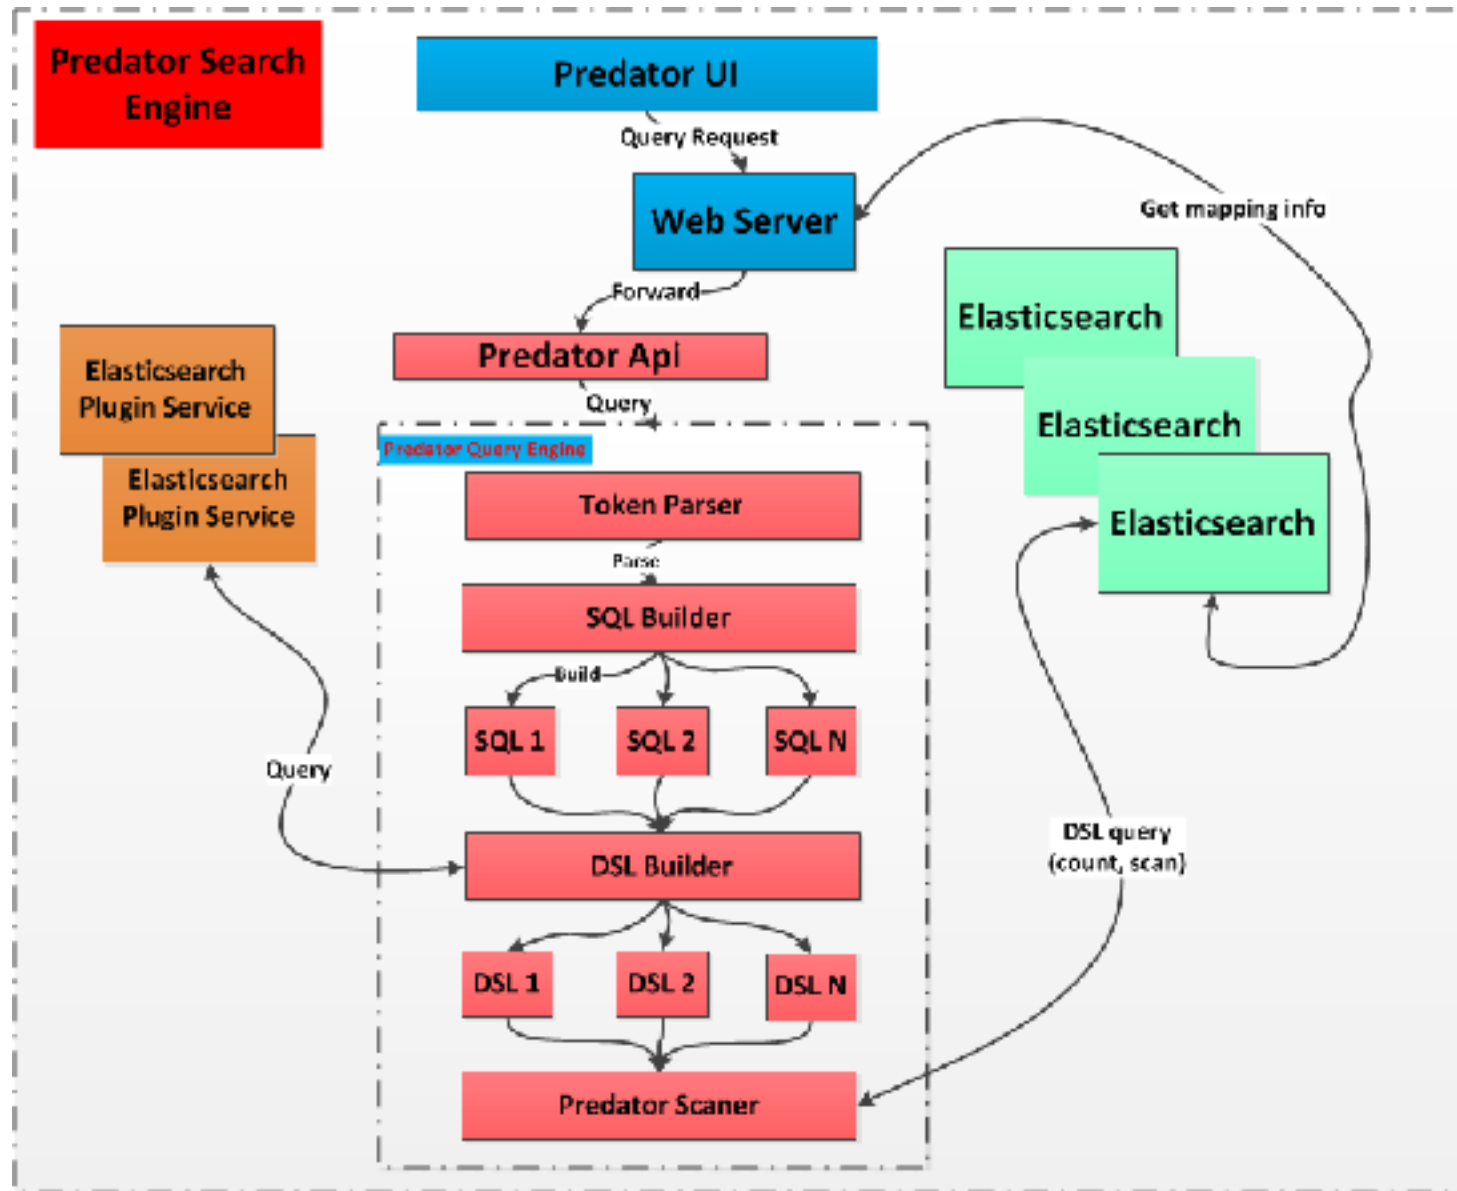 Predator Search
Engine
Predator UI
Query Request
Web Server
Get mapping info
Forward
Predator Api
Query
Elasticsearch
Elasticsearch
Elasticsearch
Elasticsearch
Plugin Service
Elasticsearch
Plugin Service
Predator Query Engine
Token Parser
Parse
SQL Builder
Build
SQL 1
SQL 2
SQL N
Query
DSL Builder
DSL query
(count, scan)
DSL 1
DSL 2
DSL N
Predator Scaner